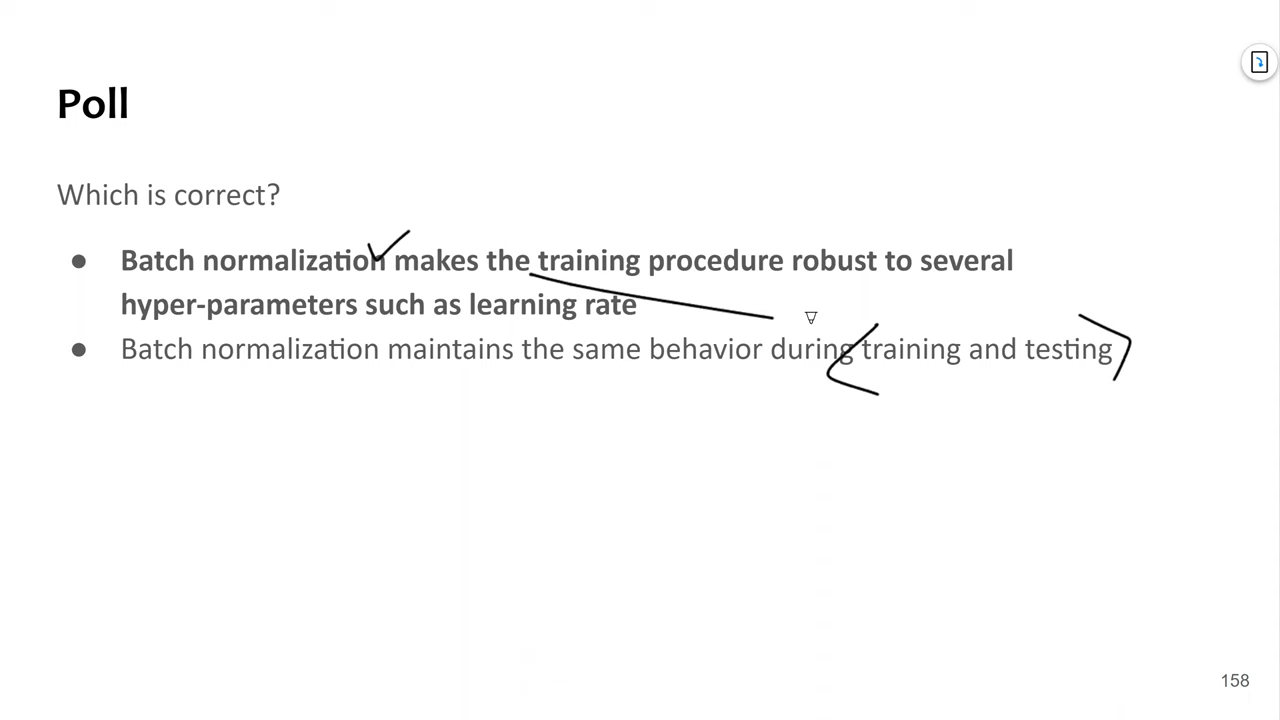 Poll
Which is correct?
● Batch normalization makes the training procedure robust to several
hyper-parameters such as learning rate
● Batch normalization maintains the same behavior during training and testing
158